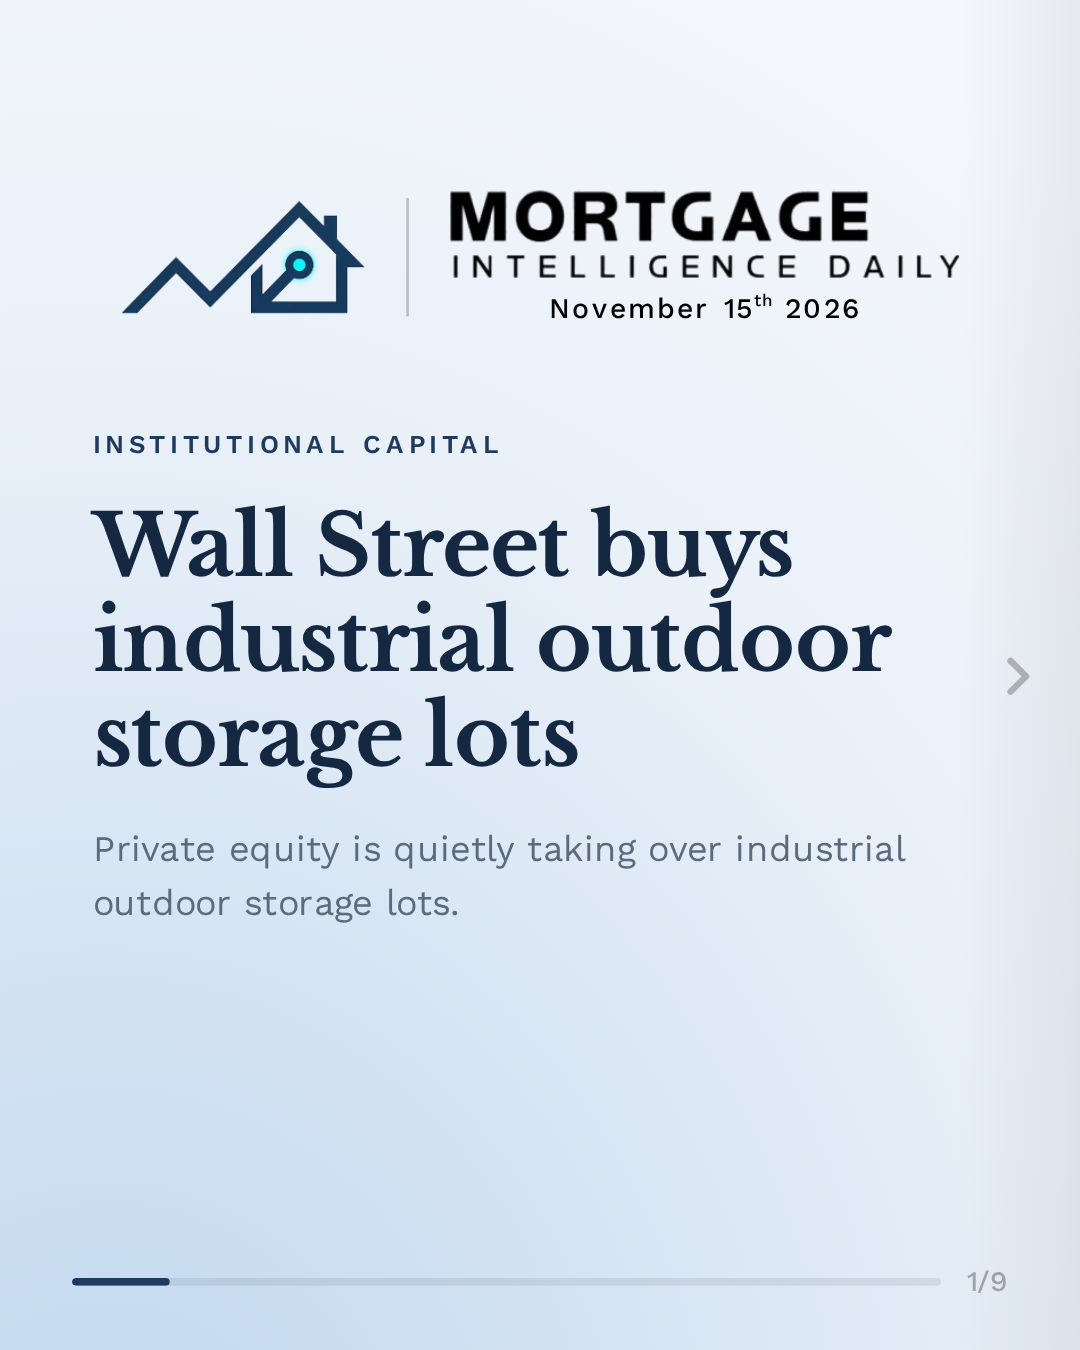 MORTGAGE
INTELLIGENCE DAILY
November 15th 2026
INSTITUTIONAL CAPITAL
Wall Street buys
industrial outdoor
storage lots
Private equity is quietly taking over industrial
outdoor storage lots.
1/9